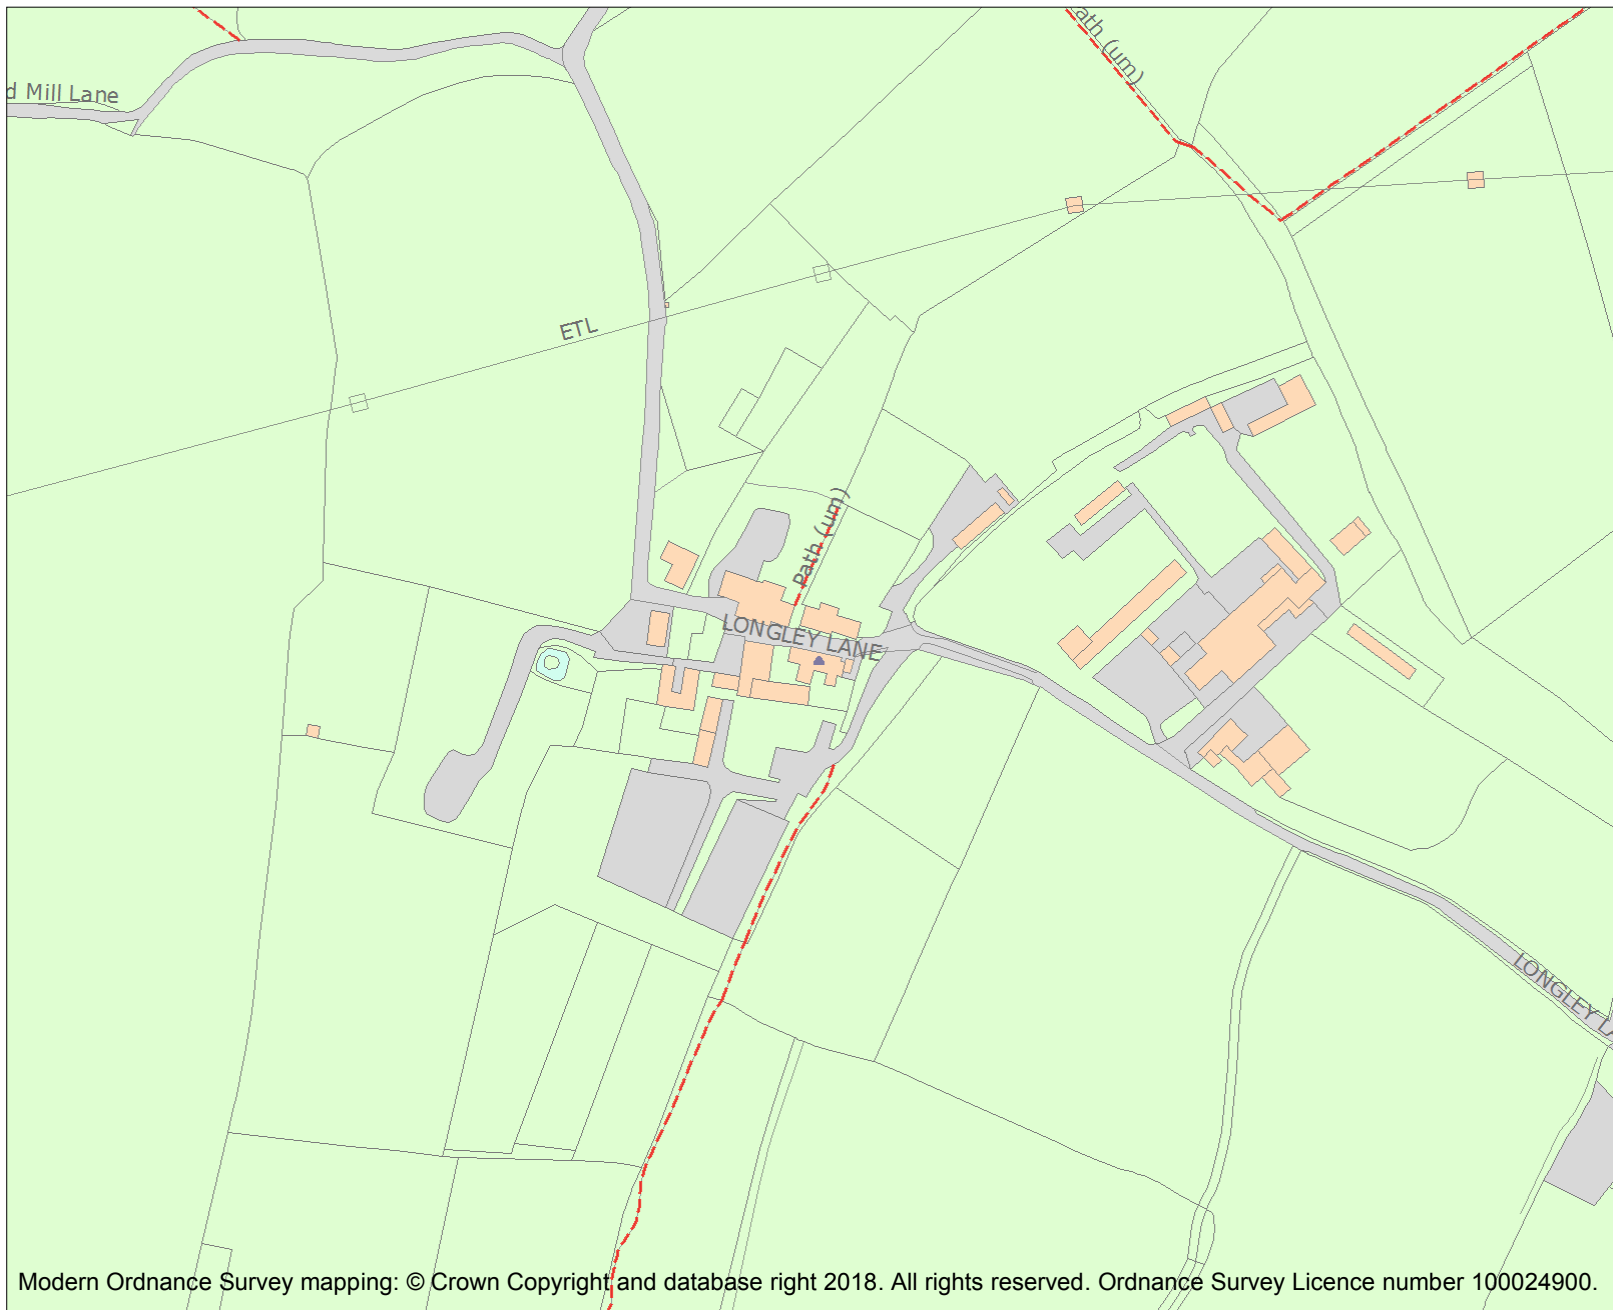 ath (um)
d Mill Lane
ETL
Path (um)
LONGLEY LANE
LONGLEY LA
Modern Ordnance Survey mapping: © Crown Copyright and database right 2018. All rights reserved. Ordnance Survey Licence number 100024900.